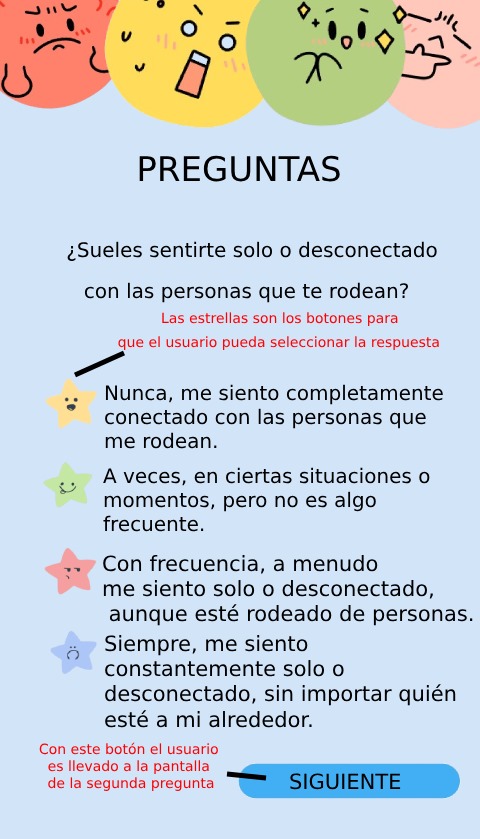 PREGUNTAS
¿Sueles sentirte solo o desconectado
con las personas que te rodean?
Las estrellas son los botones para
que el usuario pueda seleccionar la respuesta
Nunca, me siento completamente
conectado con las personas que
me rodean.
A veces, en ciertas situaciones o
momentos, pero no es algo
frecuente.
Con frecuencia, a menudo
me siento solo o desconectado,
aunque esté rodeado de personas.
Siempre, me siento
constantemente solo o
desconectado, sin importar quién
esté a mi alrededor.
Con este botón el usuario
es llevado a la pantalla
de la segunda pregunta
SIGUIENTE